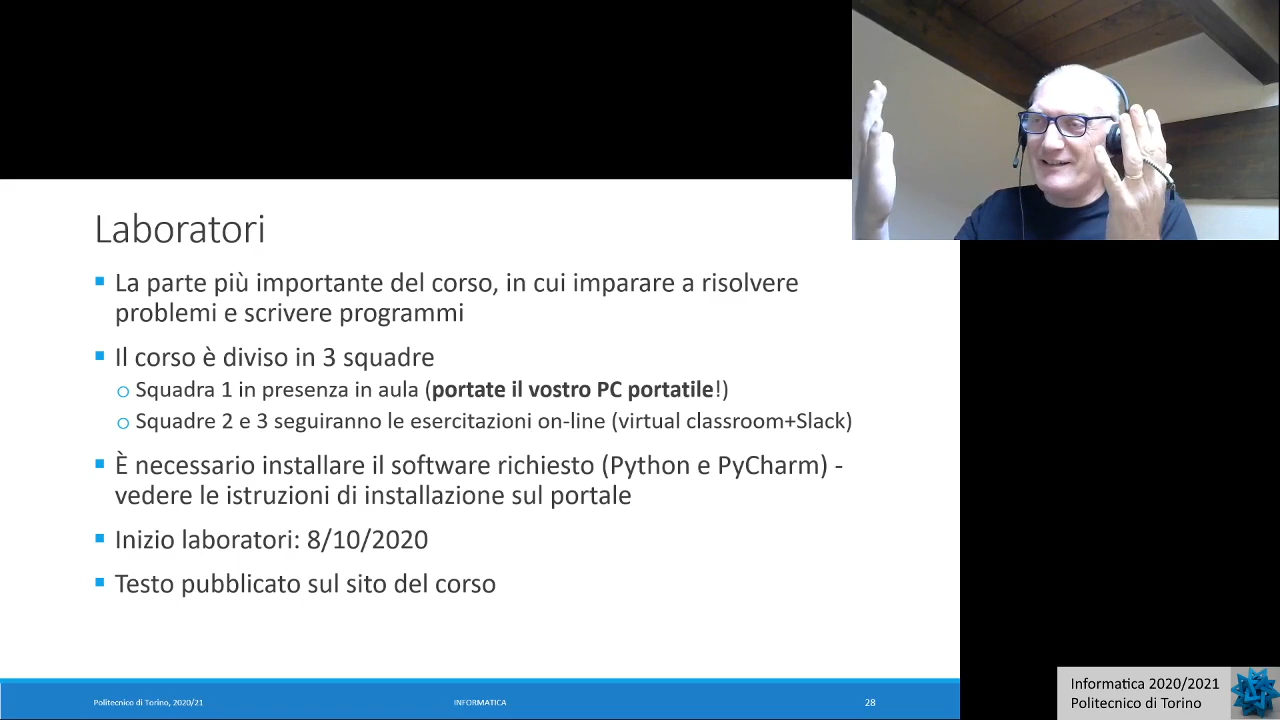 Laboratori
La parte più importante del corso, in cui imparare a risolvere
problemi e scrivere programmi
Il corso è diviso in 3 squadre
Squadra 1 in presenza in aula (portate il vostro PC portatile!)
Squadre 2 e 3 seguiranno le esercitazioni on-line (virtual classroom+Slack)
È necessario installare il software richiesto (Python e PyCharm) -
vedere le istruzioni di installazione sul portale
Inizio laboratori: 8/10/2020
Testo pubblicato sul sito del corso
Politecnico di Torino, 2020/21
INFORMATICA
28
Informatica 2020/2021
Politecnico di Torino